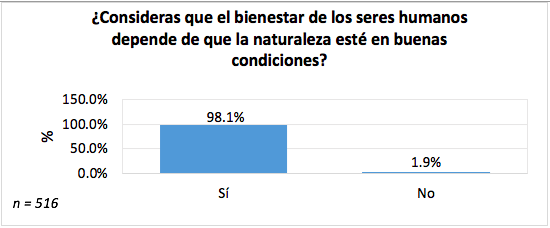 ¿Consideras que el bienestar de los seres humanos
depende de que la naturaleza esté en buenas
condiciones?
150.0%
100.0%
50.0%
0.0%
%
98.1%
1.9%
Sí
No
n = 516